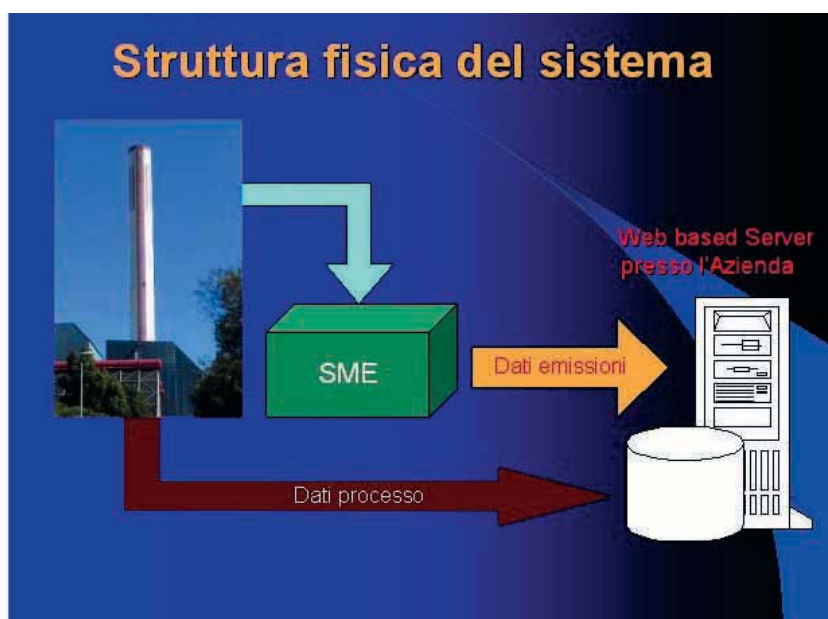 Struttura fisica del sistema
Web based Server
presso l'Azienda
SME
Dati emissioni
Dati processo